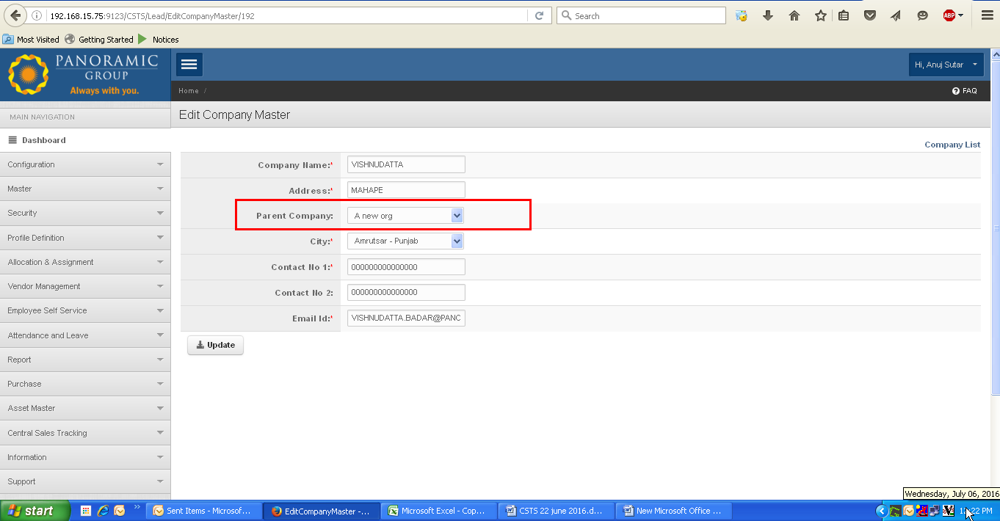 192.168.15.75:9123/CSTS/Lead/EditCompanyMaster/192
Search
ABP
Most Visited Getting Started Notices
PANORAMIC
GROUP
Always with you.
Hi, Anuj Sutar
Home /
FAQ
MAIN NAVIGATION
Edit Company Master
Dashboard
Company List
Configuration
Master
Security
Profile Definition
Allocation & Assignment
Vendor Management
Employee Self Service
Attendance and Leave
Report
Purchase
Asset Master
Central Sales Tracking
Information
Support
Company Name:* VISHNUDATTA
Address:* MAHAPE
Parent Company: A new org
City:* Amrutsar - Punjab
Contact No 1:* 000000000000000
Contact No 2: 000000000000000
Email Id:* VISHNUDATTA.BADAR@PANC
Update
Wednesday, July 06, 2016
start
Sent Items - Microsof...
EditCompanyMaster -...
Microsoft Excel - Cop...
CSTS 22 june 2016.d...
New Microsoft Office ...